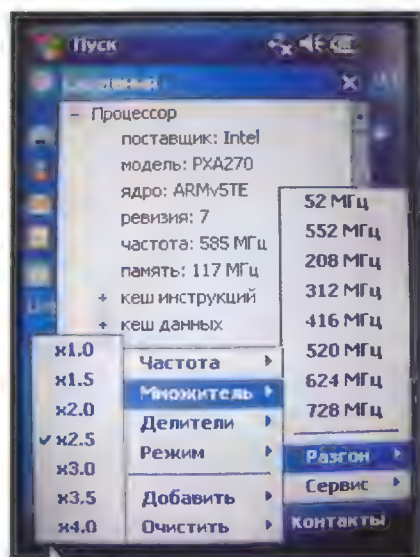 Пуск
− Процессор
поставщик: Intel
модель: PXA270
ядро: ARMv5TE
ревизия: 7
частота: 585 МГц
память: 117 МГц
+ кеш инструкций
+ кеш данных
52 МГц
552 МГц
208 МГц
312 МГц
416 МГц
520 МГц
624 МГц
728 МГц
Разгон
Сервис
Контакты
Частота
Множитель
Делители
Режим
Добавить
Очистить
x1.0
x1.5
x2.0
✓ x2.5
x3.0
x3.5
x4.0